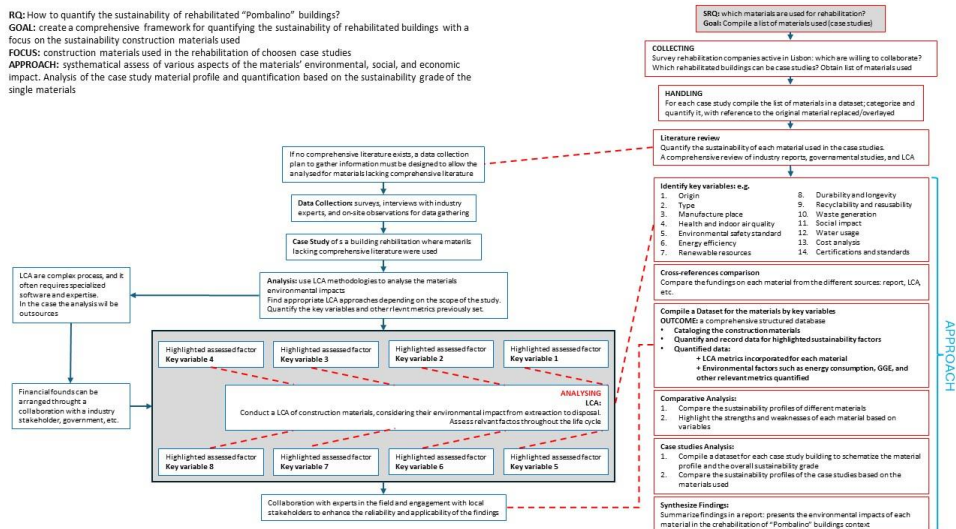 RQ: How to quantify the sustainability of rehabilitated "Pombalino" buildings?
GOAL: create a comprehensive framework for quantifying the sustainability of rehabilitated buildings with a
focus on the sustainability construction materials used
FOCUS: construction materials used in the rehabilitation of choosen case studies
APPROACH: systhematical assess of various aspects of the materials' environmental, social, and economic
impact. Analysis of the case study material profile and quantification based on the sustainability grade of the
single materials
SRQ: which materials are used for rehabilitation?
Goal: Compile a list of materials used (case studies)
COLLECTING
Survey rehabilitation companies active in Lisbon: which are willing to collaborate?
Which rehabilitated buildings can be case studies? Obtain list of materials used
HANDLING
For each case study compile the list of materials in a dataset; categorize and
quantify it, with reference to the original material replaced/overlayed
Literature review
Quantify the sustainability of each material used in the case studies.
A comprehensive review of industry reports, governamental studies, and LCA
If no comprehensive literature exists, a data collection
plan to gather information must be designed to allow the
analysed for materials lacking comprehensive literature
Data Collection: surveys, interviews with industry
experts, and on-site observations for data gathering
Case Study of s a building rehbilitation where materils
lacking comprehensive literature were used
Analysis: use LCA methodologies to analyse the materials
environmental impacts
Find appropriate LCA approaches depending on the scope of the study.
Quantify the key variables and other rlevnt metrics previously set.
LCA are complex process, and it
often requires specialized
software and expertise.
In the case the analysis wil be
outsources
Financial founds can be
arranged throught a
collaboration with a industry
stakeholder, government, etc.
Highlighted assessed factor
Key variable 4
Highlighted assessed factor
Key variable 3
Highlighted assessed factor
Key variable 2
Highlighted assessed factor
Key variable 1
ANALYSING
LCA:
Conduct a LCA of construction materials, considering their environmental impact from extreaction to disposal.
Assess relvant factos throughout the life cycle
Highlighted assessed factor
Key variable 8
Highlighted assessed factor
Key variable 7
Highlighted assessed factor
Key variable 6
Highlighted assessed factor
Key variable 5
Collaboration with experts in the field and engagement with local
stakeholders to enhance the reliability and applicability of the findings
Identify key variables: e.g.
1. Origin
2. Type
3. Manufacture place
4. Health and indoor air quality
5. Environmental safety standard
6. Energy efficiency
7. Renewable resources
8. Durability and longevity
9. Recyclability and resusability
10. Waste generation
11. Social impact
12. Water usage
13. Cost analysis
14. Certifications and standards
Cross-references comparison
Compare the fundings on each material from the different sources: report, LCA,
etc.
Compile a Dataset for the materials by key variables
OUTCOME: a comprehensive structured database
• Cataloging the construction materials
• Quantify and record data for highlighted sustainability factors
• Quantified data:
+ LCA metrics incorporated for each material
+ Environmental factors such as energy consumption, GGE, and
other relevant metrics quantified
Comparative Analysis:
1. Compare the sustainability profiles of different materials
2. Highlight the strengths and weaknesses of each material based on
variables
Case studies Analysis:
1. Compile a dataset for each case study building to schematize the material
profile and the overall sustainability grade
2. Compare the sustainability profiles of the case studies based on the
materials used
Synthesize Findings:
Summarize findings in a report: presents the environmental impacts of each
material in the crehabilitation of "Pombalino" buildings context
APPROACH